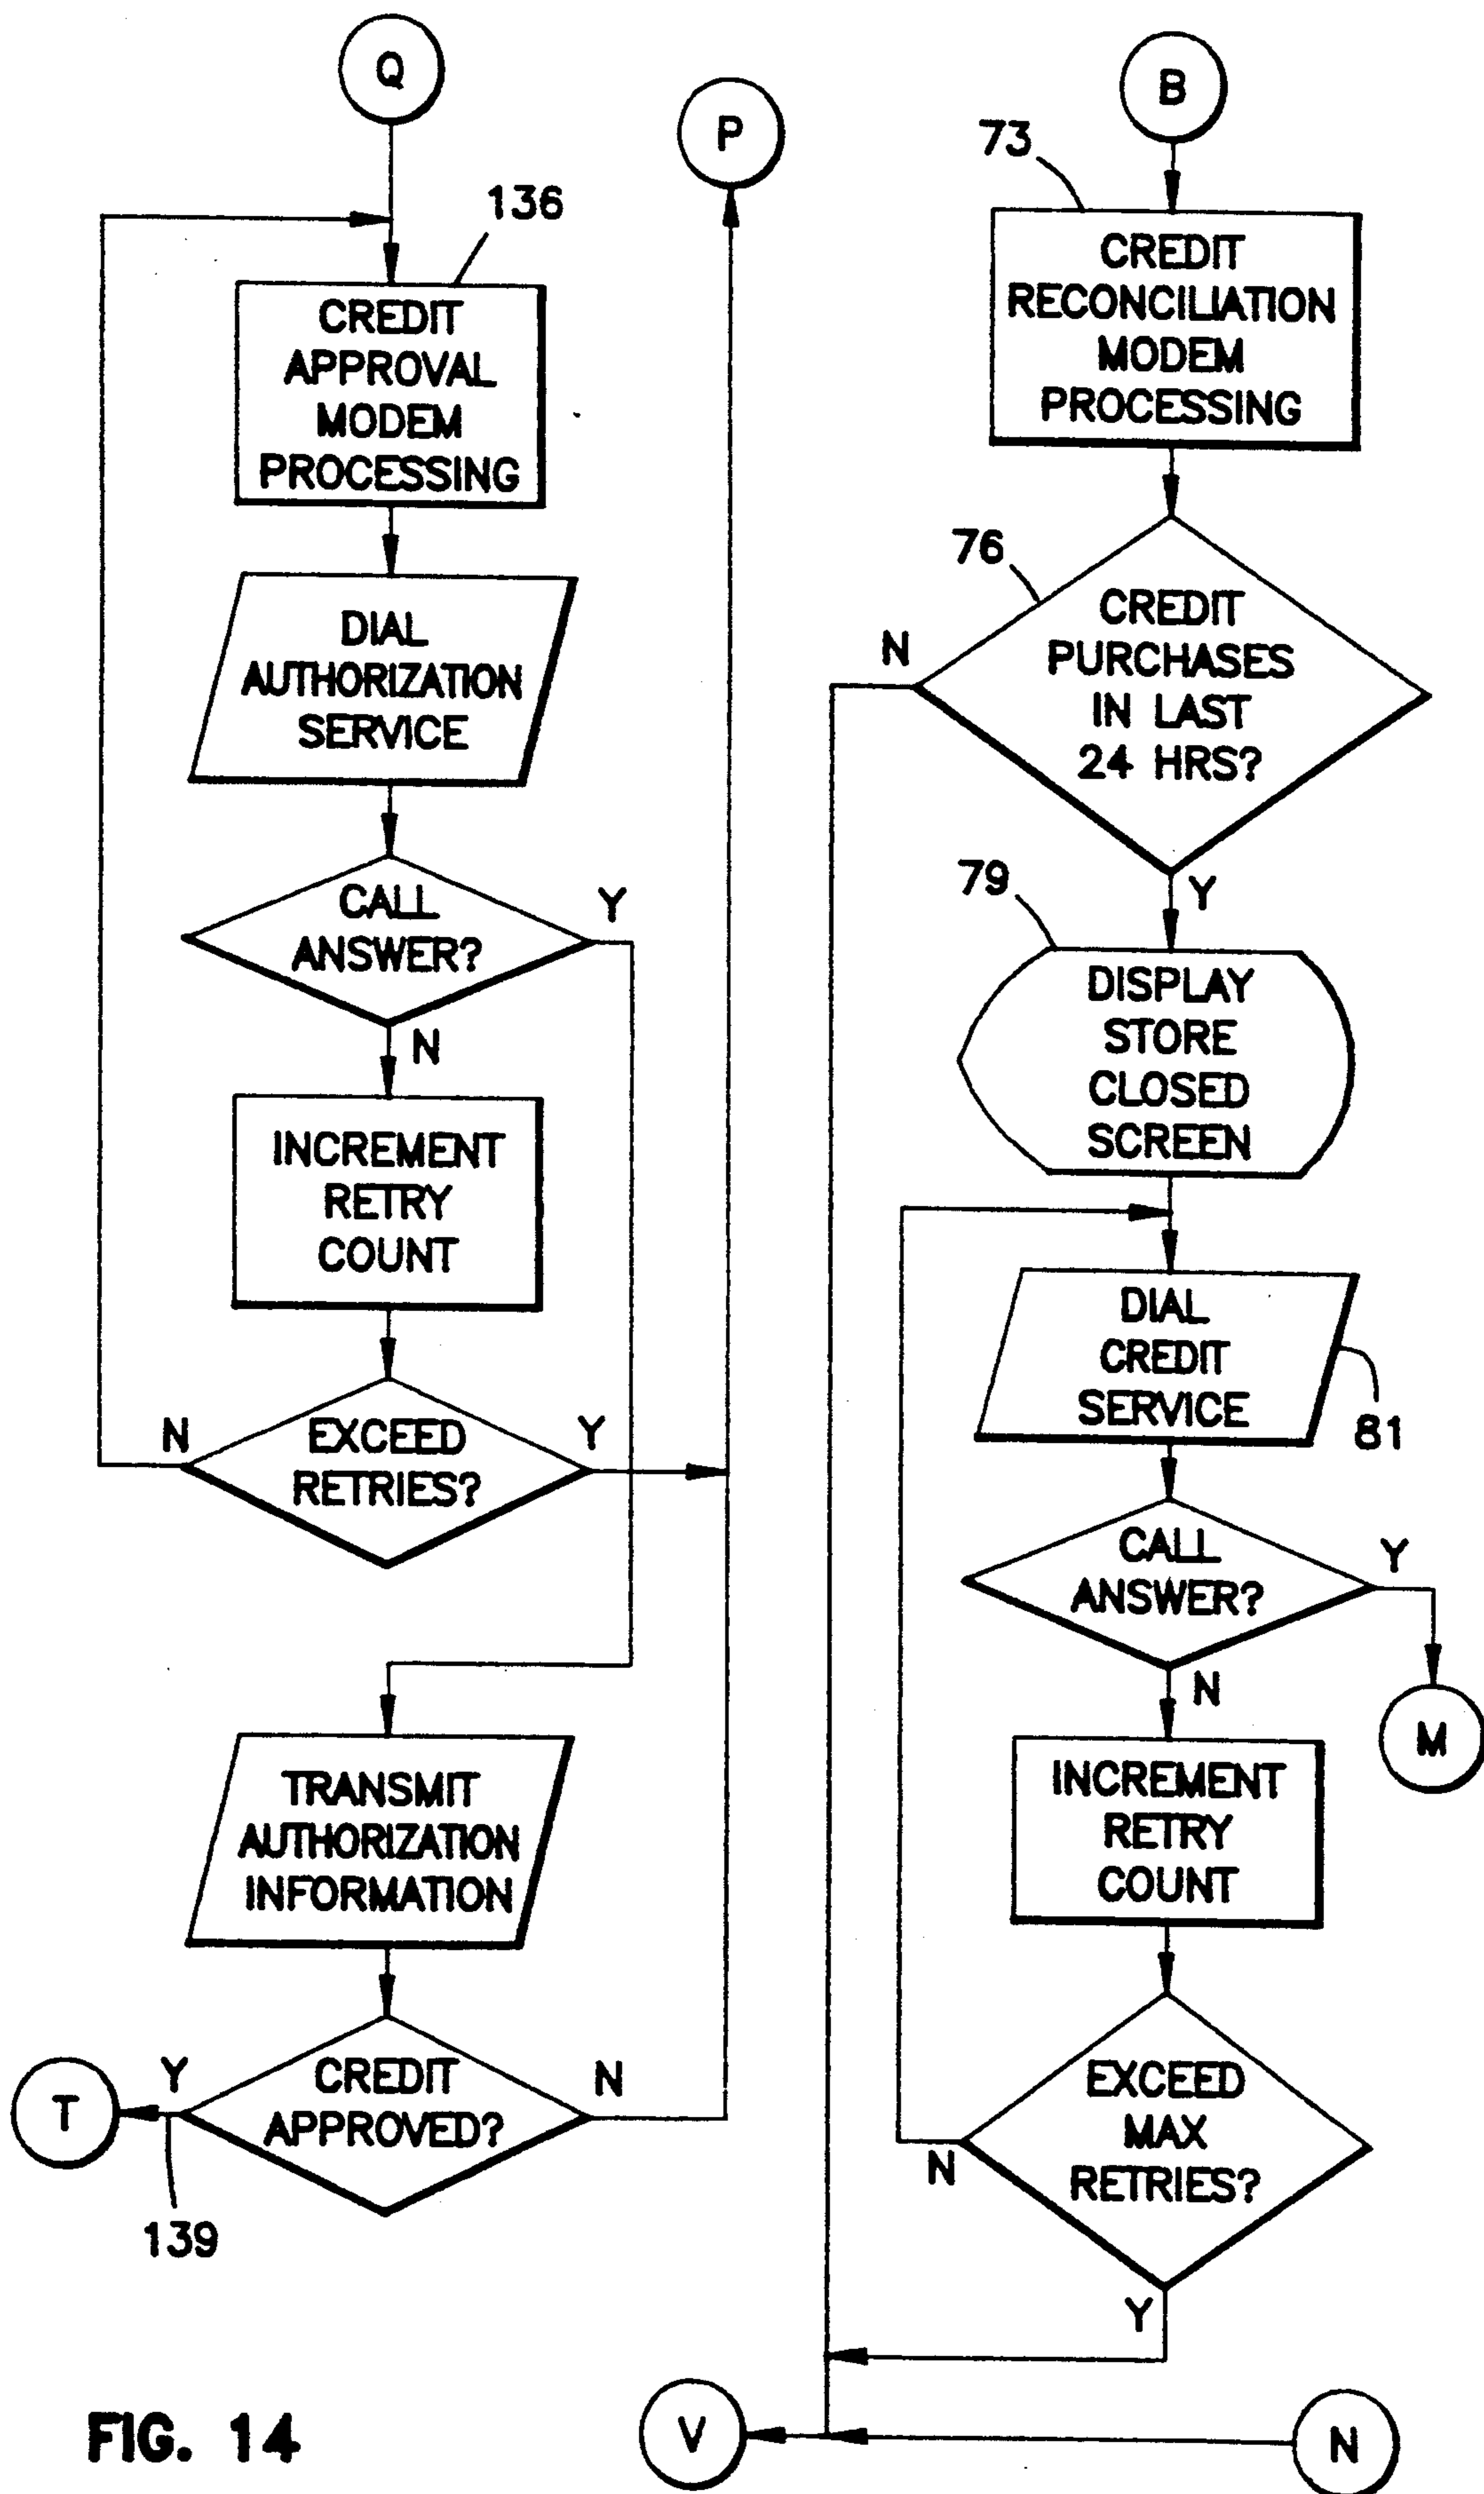 Q
136
CREDIT
APPROVAL
MODEM
PROCESSING
DIAL
AUTHORIZATION
SERVICE
CALL
ANSWER?
Y
N
INCREMENT
RETRY
COUNT
N
EXCEED
RETRIES?
Y
TRANSMIT
AUTHORIZATION
INFORMATION
T
Y
CREDIT
APPROVED?
N
139
P
B
73
CREDIT
RECONCILIATION
MODEM
PROCESSING
76
N
CREDIT
PURCHASES
IN LAST
24 HRS?
Y
79
DISPLAY
STORE
CLOSED
SCREEN
DIAL
CREDIT
SERVICE
81
CALL
ANSWER?
Y
M
N
INCREMENT
RETRY
COUNT
EXCEED
MAX
RETRIES?
N
Y
V
N
FIG. 14